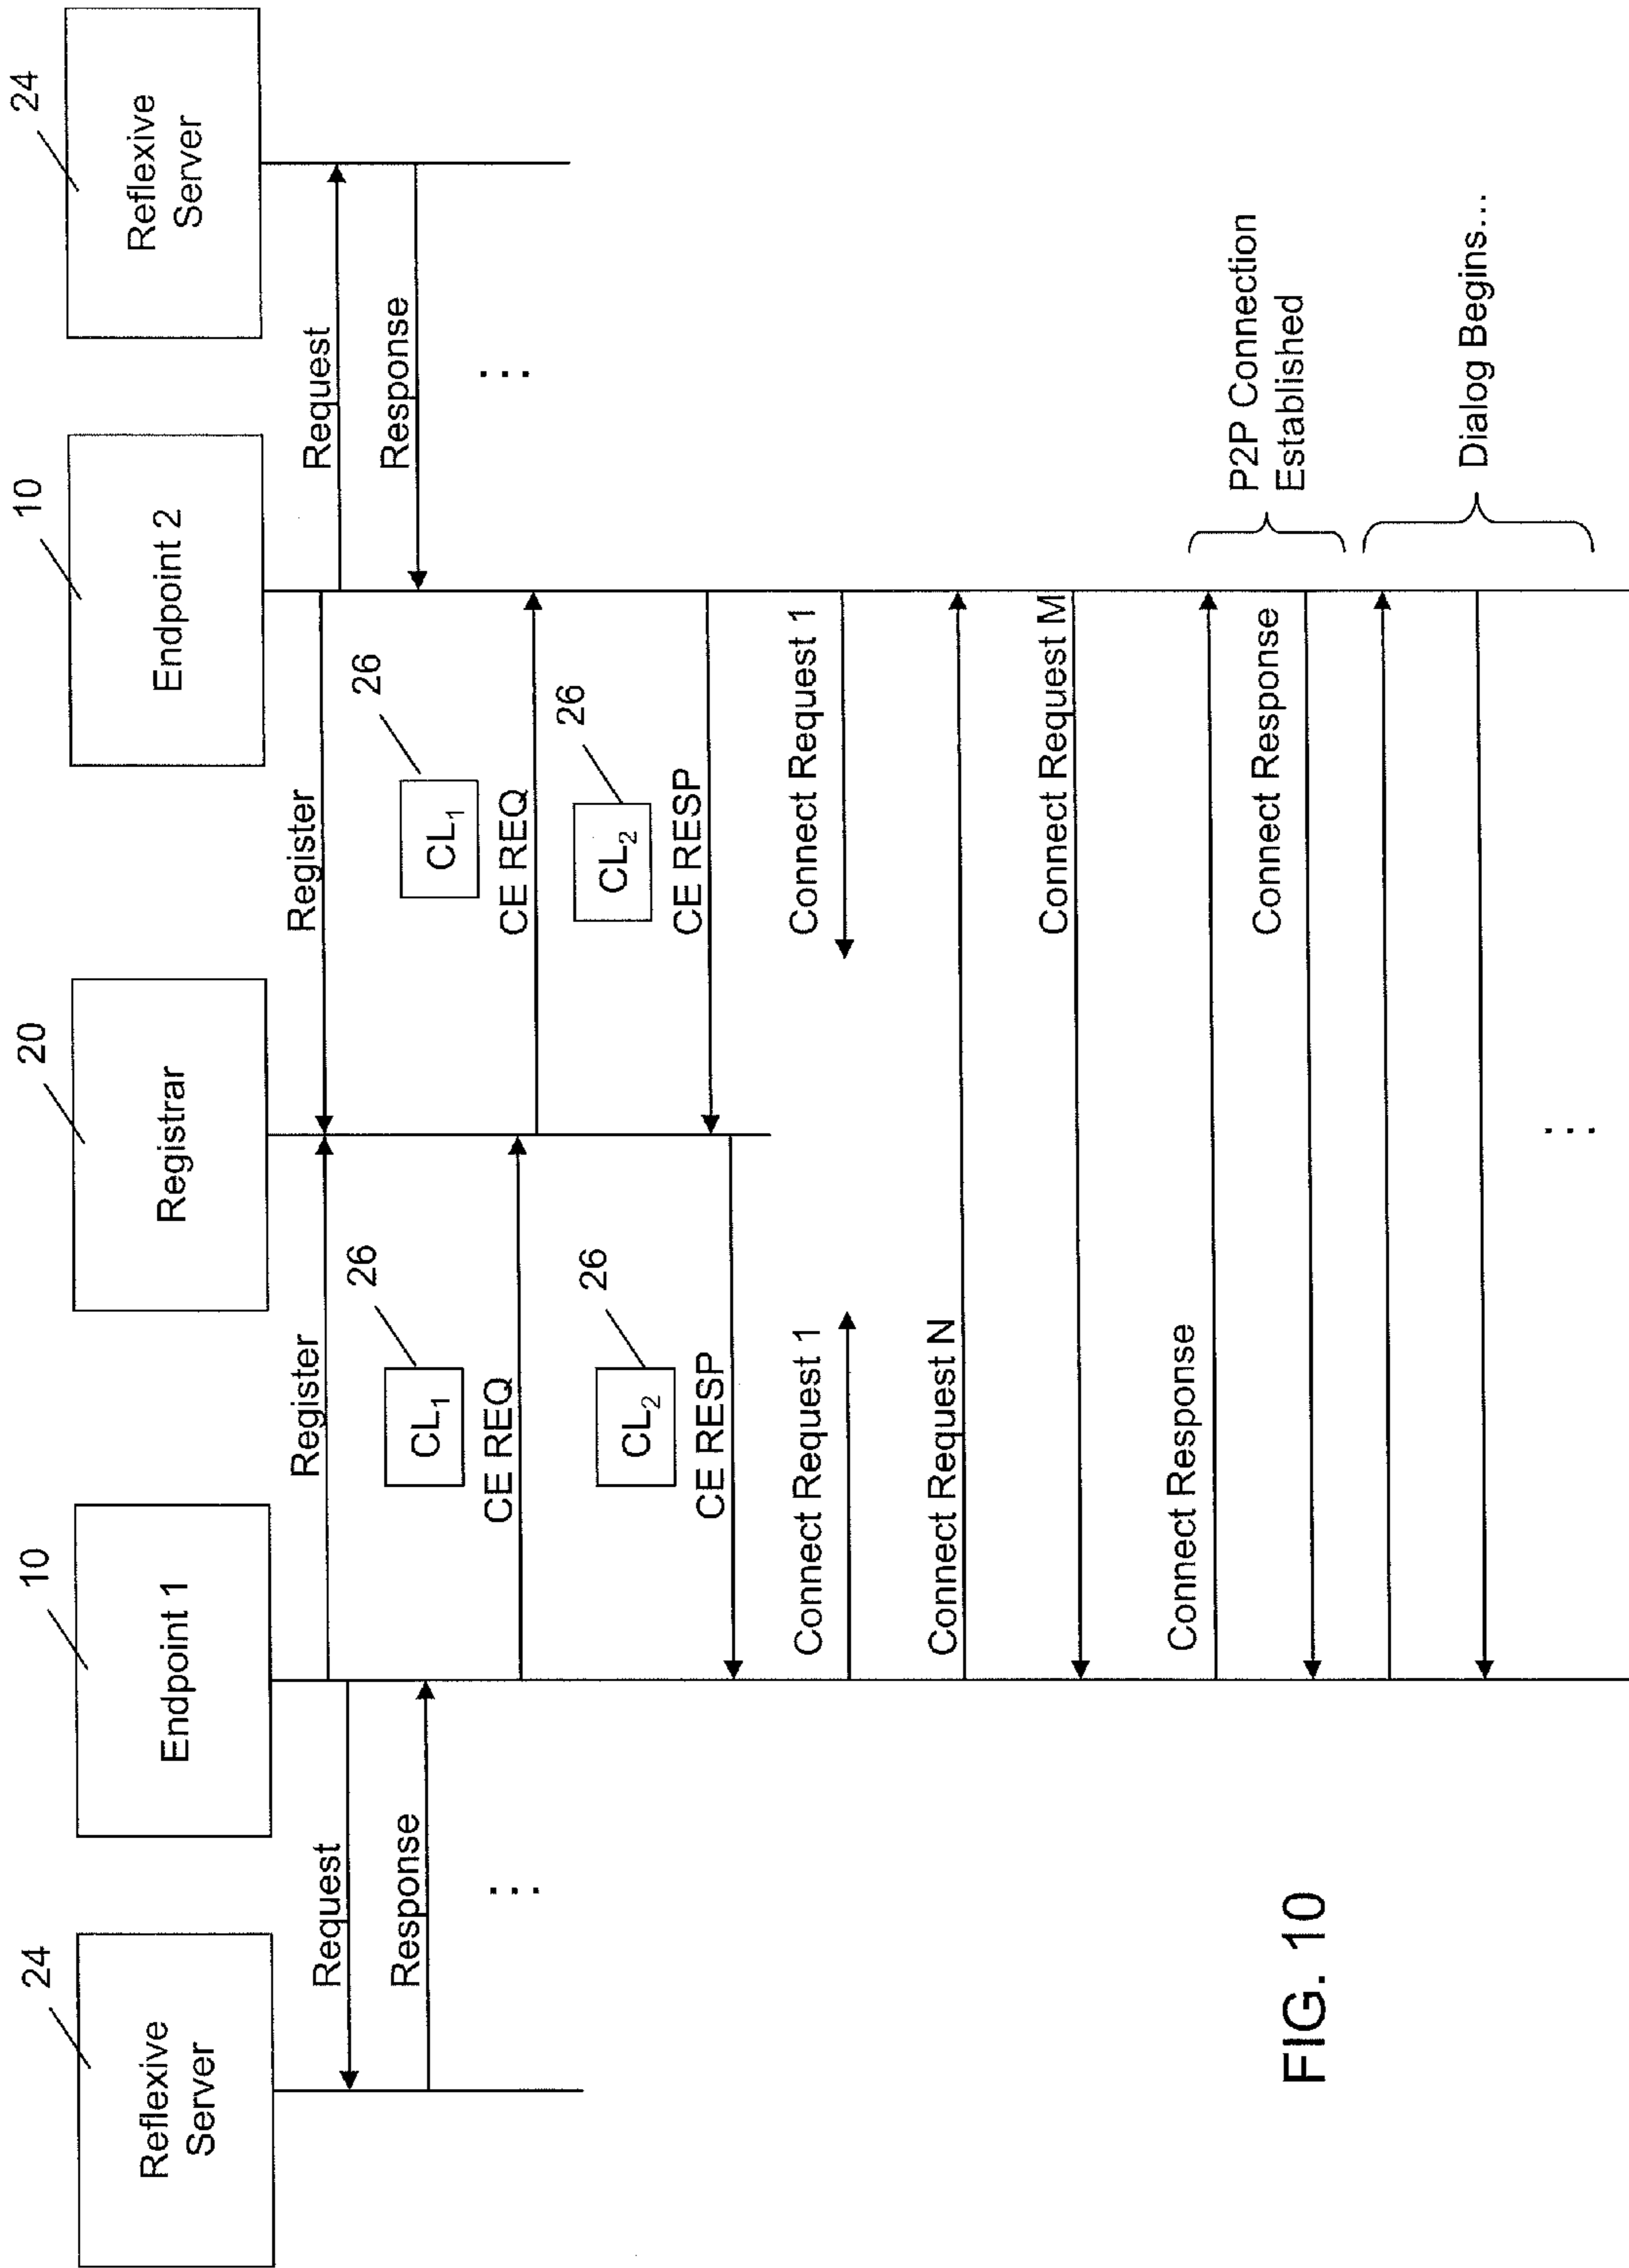 24
10
20
10
24
Reflexive
Server
Endpoint 1
Registrar
Endpoint 2
Reflexive
Server
Request
Register
Register
Request
Response
Response
26
26
CL₁
CL₁
...
...
CE REQ
CE REQ
26
26
CL₂
CL₂
CE RESP
CE RESP
Connect Request 1
Connect Request 1
Connect Request N
Connect Request M
Connect Response
Connect Response
P2P Connection
Established
Dialog Begins...
...
FIG. 10